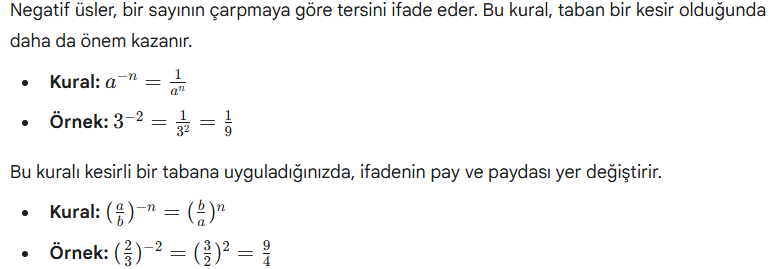 Negatif üsler, bir sayının çarpmaya göre tersini ifade eder. Bu kural, taban bir kesir olduğunda
daha da önem kazanır.
• Kural: $a^{-n} = \frac{1}{a^n}$
• Örnek: $3^{-2} = \frac{1}{3^2} = \frac{1}{9}$
Bu kuralı kesirli bir tabana uyguladığınızda, ifadenin pay ve paydası yer değiştirir.
• Kural: $(\frac{a}{b})^{-n} = (\frac{b}{a})^n$
• Örnek: $(\frac{2}{3})^{-2} = (\frac{3}{2})^2 = \frac{9}{4}$